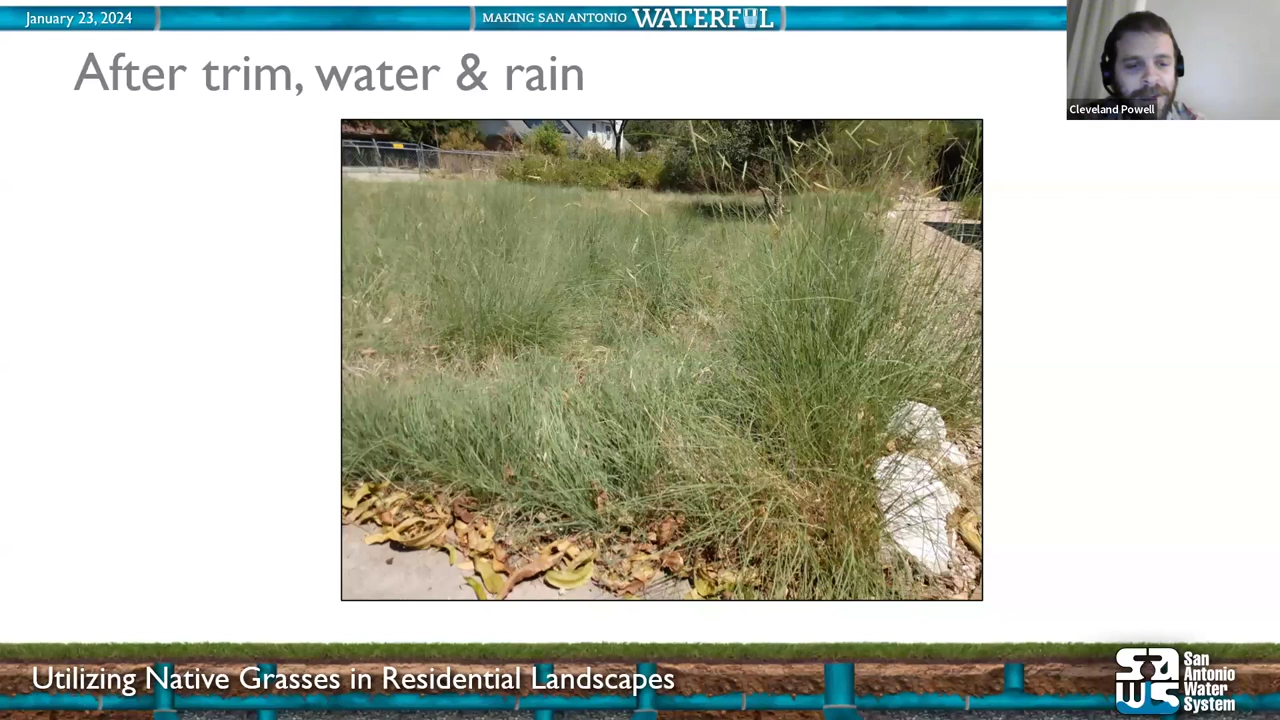 January 23, 2024
MAKING SAN ANTONIO WATERFUL
Cleveland Powell
After trim, water & rain
Utilizing Native Grasses in Residential Landscapes
SAWS
San
Antonio
Water
System